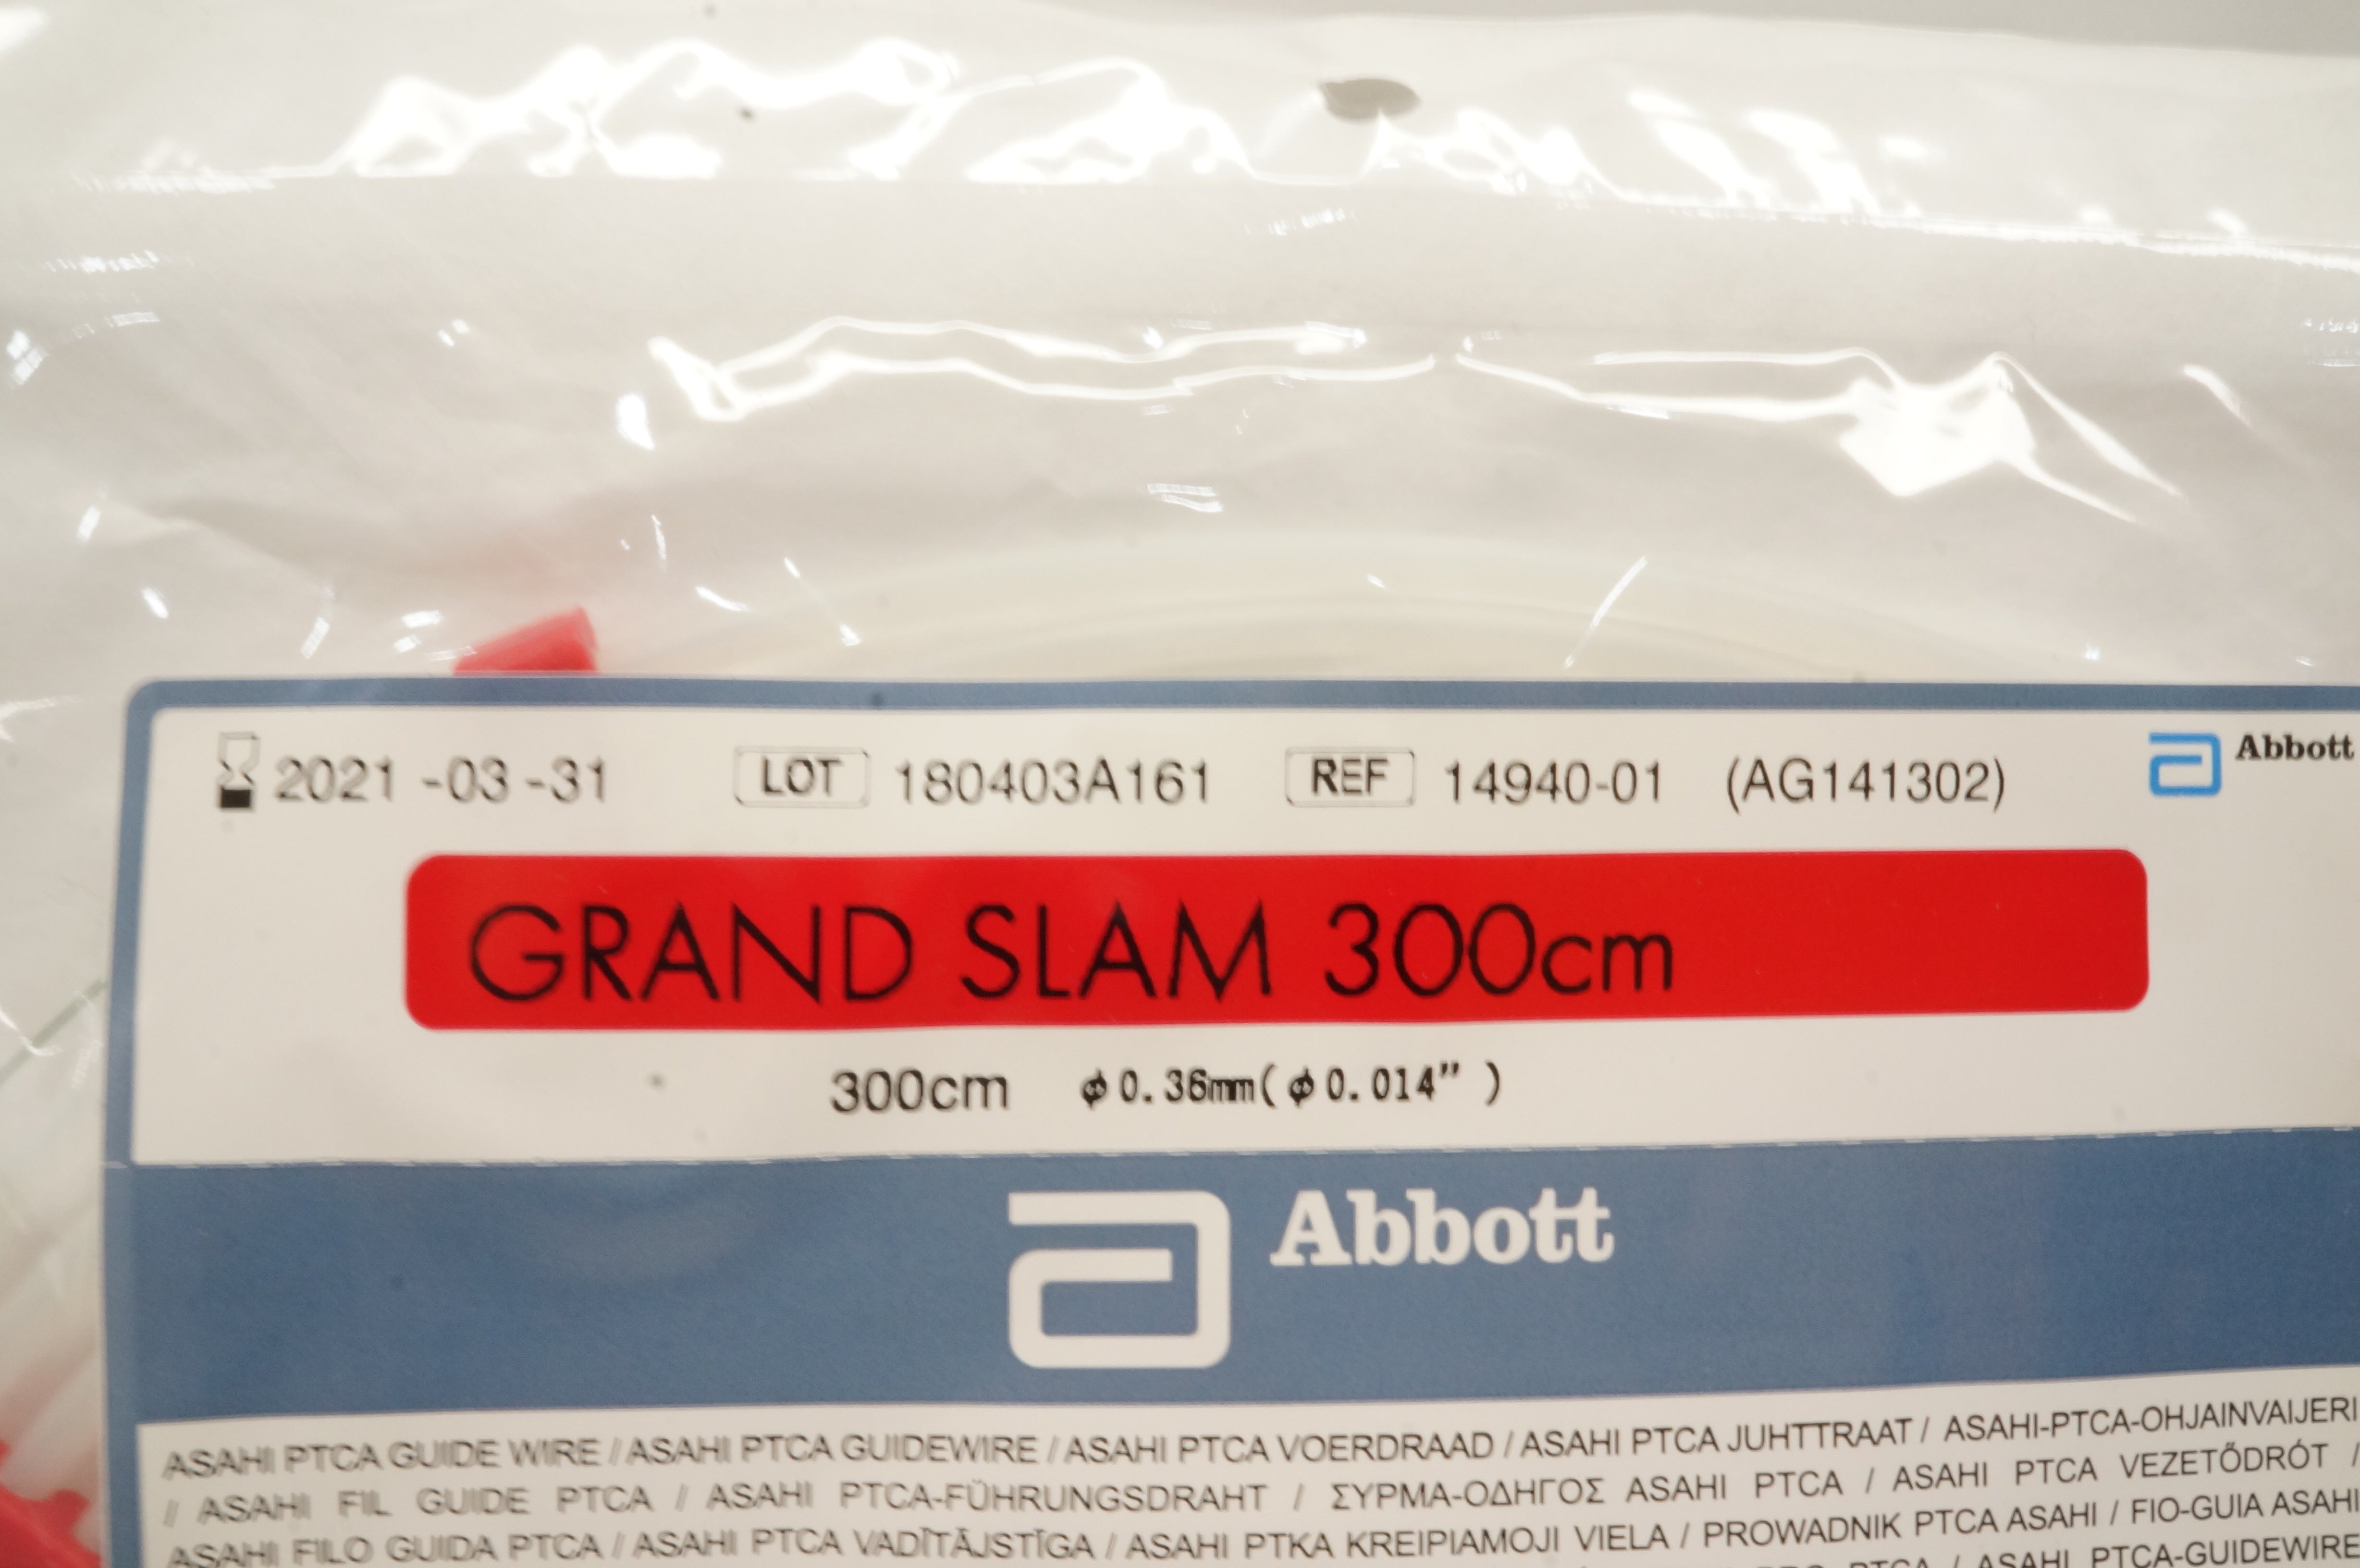 2021 -03 -31 LOT 180403A161 REF 14940-01 (AG141302) Abbott
GRAND SLAM 300cm
300cm ⌀0.36mm(⌀0.014” )
Abbott
ASAHI PTCA GUIDE WIRE / ASAHI PTCA GUIDEWIRE / ASAHI PTCA VOERDRAAD / ASAHI PTCA JUHTTRAAT / ASAHI-PTCA-OHJAINVAIJERI
/ ASAHI FIL GUIDE PTCA / ASAHI PTCA-FÜHRUNGSDRAHT / ΣΥΡΜΑ-ΟΔΗΓΟΣ ASAHI PTCA / ASAHI PTCA VEZETŐDRÓT /
ASAHI FILO GUIDA PTCA / ASAHI PTCA VADĪTĀJSTĪGA / ASAHI PTKA KREIPIAMOJI VIELA / PROWADNIK PTCA ASAHI / FIO-GUIA ASAHI
PTCA / ASAHI PTCA-GUIDEWIRE